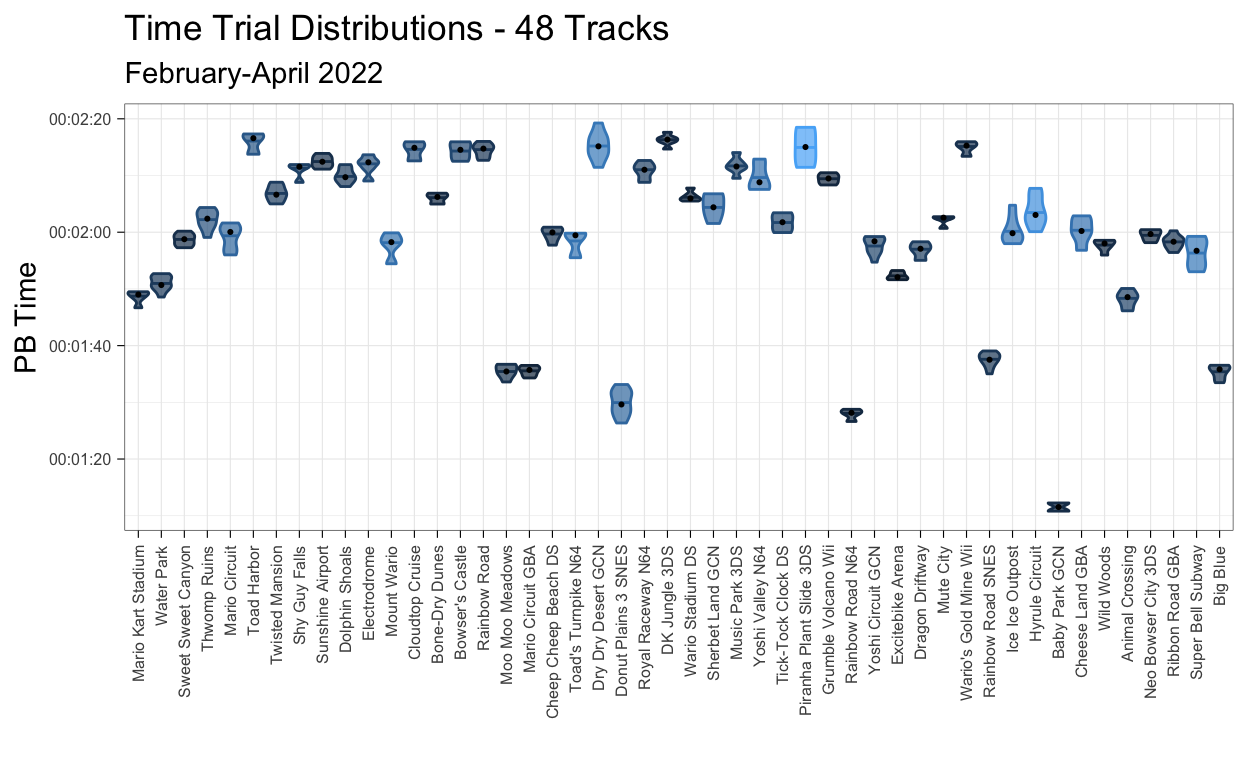 Time Trial Distributions - 48 Tracks
February-April 2022
PB Time
00:02:20
00:02:00
00:01:40
00:01:20
Mario Kart Stadium
Water Park
Sweet Sweet Canyon
Thwomp Ruins
Mario Circuit
Toad Harbor
Twisted Mansion
Shy Guy Falls
Sunshine Airport
Dolphin Shoals
Electrodrome
Mount Wario
Cloudtop Cruise
Bone-Dry Dunes
Bowser's Castle
Rainbow Road
Moo Moo Meadows
Mario Circuit GBA
Cheep Cheep Beach DS
Toad's Turnpike N64
Dry Dry Desert GCN
Donut Plains 3 SNES
Royal Raceway N64
DK Jungle 3DS
Wario Stadium DS
Sherbet Land GCN
Music Park 3DS
Yoshi Valley N64
Tick-Tock Clock DS
Piranha Plant Slide 3DS
Grumble Volcano Wii
Rainbow Road N64
Yoshi Circuit GCN
Excitebike Arena
Dragon Driftway
Mute City
Wario's Gold Mine Wii
Rainbow Road SNES
Ice Ice Outpost
Hyrule Circuit
Baby Park GCN
Cheese Land GBA
Wild Woods
Animal Crossing
Neo Bowser City 3DS
Ribbon Road GBA
Super Bell Subway
Big Blue